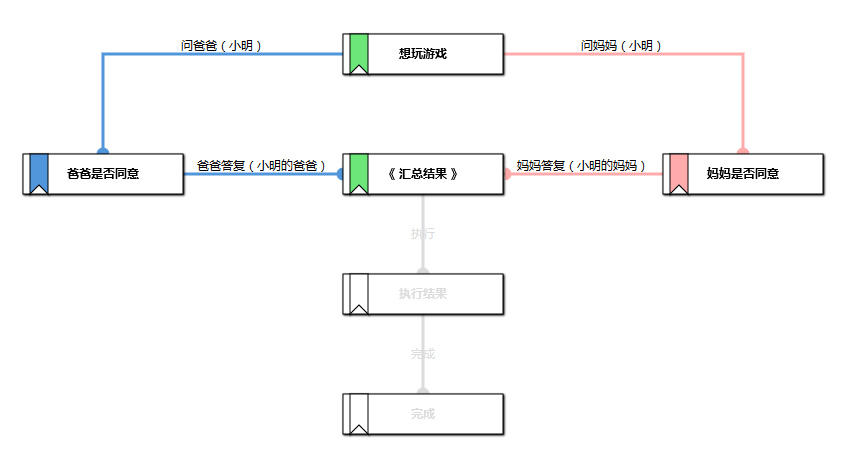 问爸爸（小明）
想玩游戏
问妈妈（小明）
爸爸是否同意
爸爸答复（小明的爸爸）
《 汇总结果 》
妈妈答复（小明的妈妈）
妈妈是否同意
执行
执行结果
完成
完成